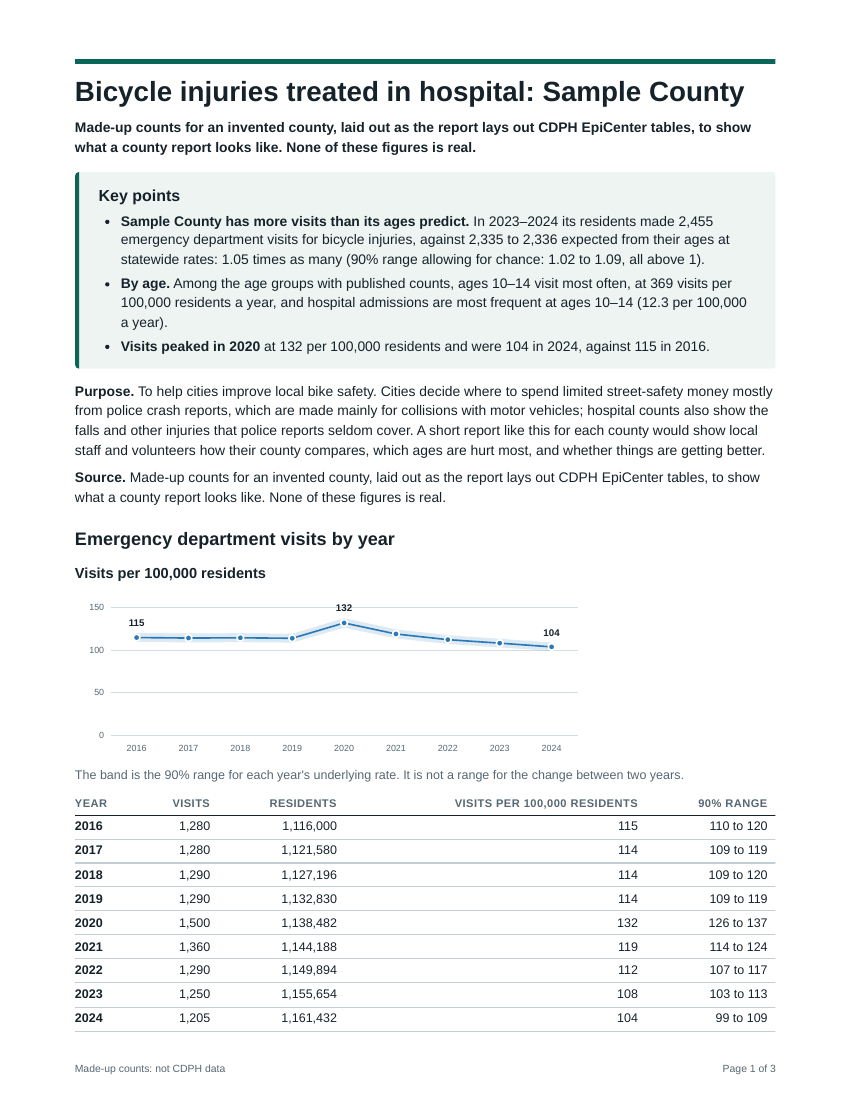 Bicycle injuries treated in hospital: Sample County
Made-up counts for an invented county, laid out as the report lays out CDPH EpiCenter tables, to show
what a county report looks like. None of these figures is real.
Key points
• Sample County has more visits than its ages predict. In 2023–2024 its residents made 2,455
emergency department visits for bicycle injuries, against 2,335 to 2,336 expected from their ages at
statewide rates: 1.05 times as many (90% range allowing for chance: 1.02 to 1.09, all above 1).
• By age. Among the age groups with published counts, ages 10–14 visit most often, at 369 visits per
100,000 residents a year, and hospital admissions are most frequent at ages 10–14 (12.3 per 100,000
a year).
• Visits peaked in 2020 at 132 per 100,000 residents and were 104 in 2024, against 115 in 2016.
Purpose. To help cities improve local bike safety. Cities decide where to spend limited street-safety money mostly
from police crash reports, which are made mainly for collisions with motor vehicles; hospital counts also show the
falls and other injuries that police reports seldom cover. A short report like this for each county would show local
staff and volunteers how their county compares, which ages are hurt most, and whether things are getting better.
Source. Made-up counts for an invented county, laid out as the report lays out CDPH EpiCenter tables, to show
what a county report looks like. None of these figures is real.
Emergency department visits by year
Visits per 100,000 residents
150
132
115
104
100
50
0
2016 2017 2018 2019 2020 2021 2022 2023 2024
The band is the 90% range for each year's underlying rate. It is not a range for the change between two years.
YEAR VISITS RESIDENTS VISITS PER 100,000 RESIDENTS 90% RANGE
2016 1,280 1,116,000 115 110 to 120
2017 1,280 1,121,580 114 109 to 119
2018 1,290 1,127,196 114 109 to 120
2019 1,290 1,132,830 114 109 to 119
2020 1,500 1,138,482 132 126 to 137
2021 1,360 1,144,188 119 114 to 124
2022 1,290 1,149,894 112 107 to 117
2023 1,250 1,155,654 108 103 to 113
2024 1,205 1,161,432 104 99 to 109
Made-up counts: not CDPH data Page 1 of 3